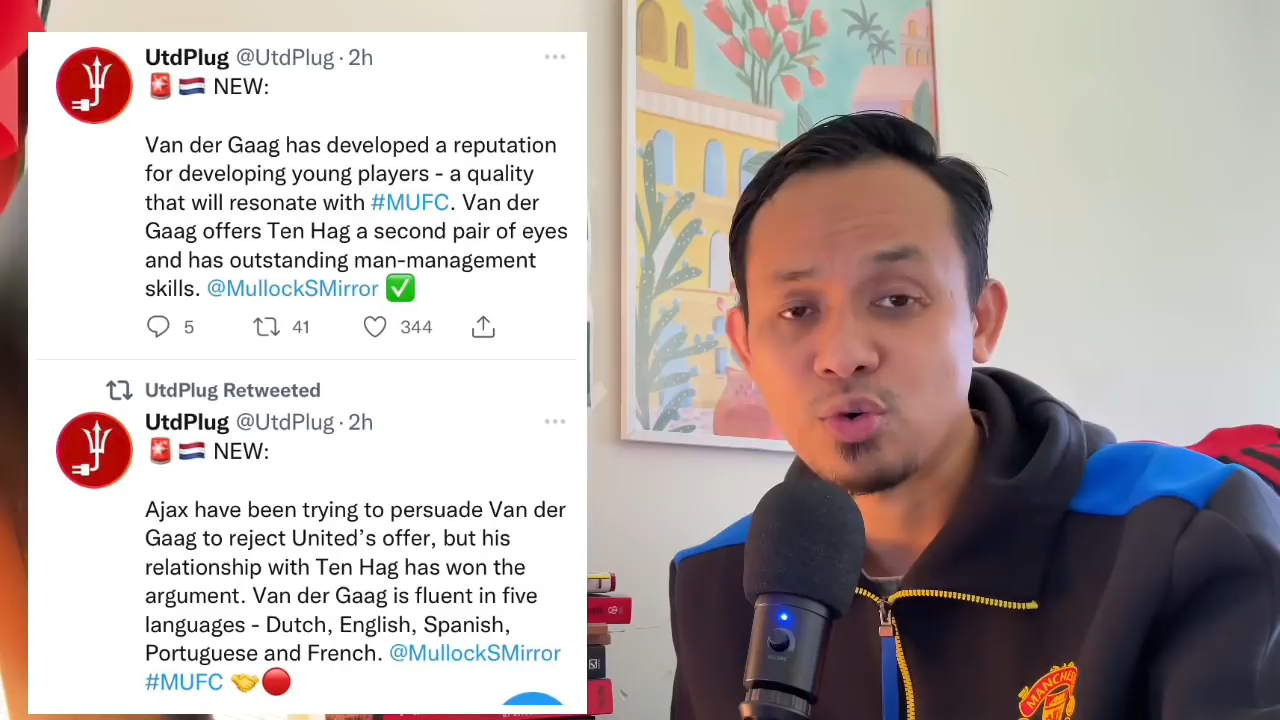 UtdPlug @UtdPlug · 2h
🚨🇳🇱 NEW:
Van der Gaag has developed a reputation
for developing young players - a quality
that will resonate with #MUFC. Van der
Gaag offers Ten Hag a second pair of eyes
and has outstanding man-management
skills. @MullockSMirror ✅
5 41 344
UtdPlug Retweeted
UtdPlug @UtdPlug · 2h
🚨🇳🇱 NEW:
Ajax have been trying to persuade Van der
Gaag to reject United’s offer, but his
relationship with Ten Hag has won the
argument. Van der Gaag is fluent in five
languages - Dutch, English, Spanish,
Portuguese and French. @MullockSMirror
#MUFC 🤝🔴